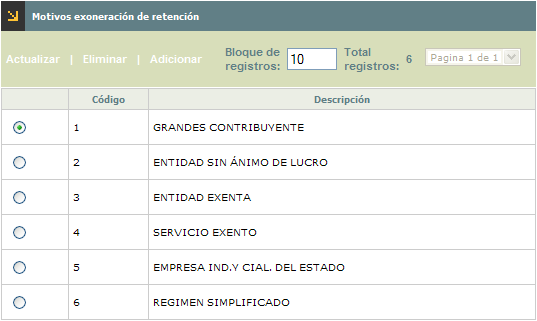 Motivos exoneración de retención
Actualizar | Eliminar | Adicionar Bloque de registros: 10 Total registros: 6 Pagina 1 de 1
Código Descripción
1 GRANDES CONTRIBUYENTE
2 ENTIDAD SIN ÁNIMO DE LUCRO
3 ENTIDAD EXENTA
4 SERVICIO EXENTO
5 EMPRESA IND.Y CIAL. DEL ESTADO
6 REGIMEN SIMPLIFICADO